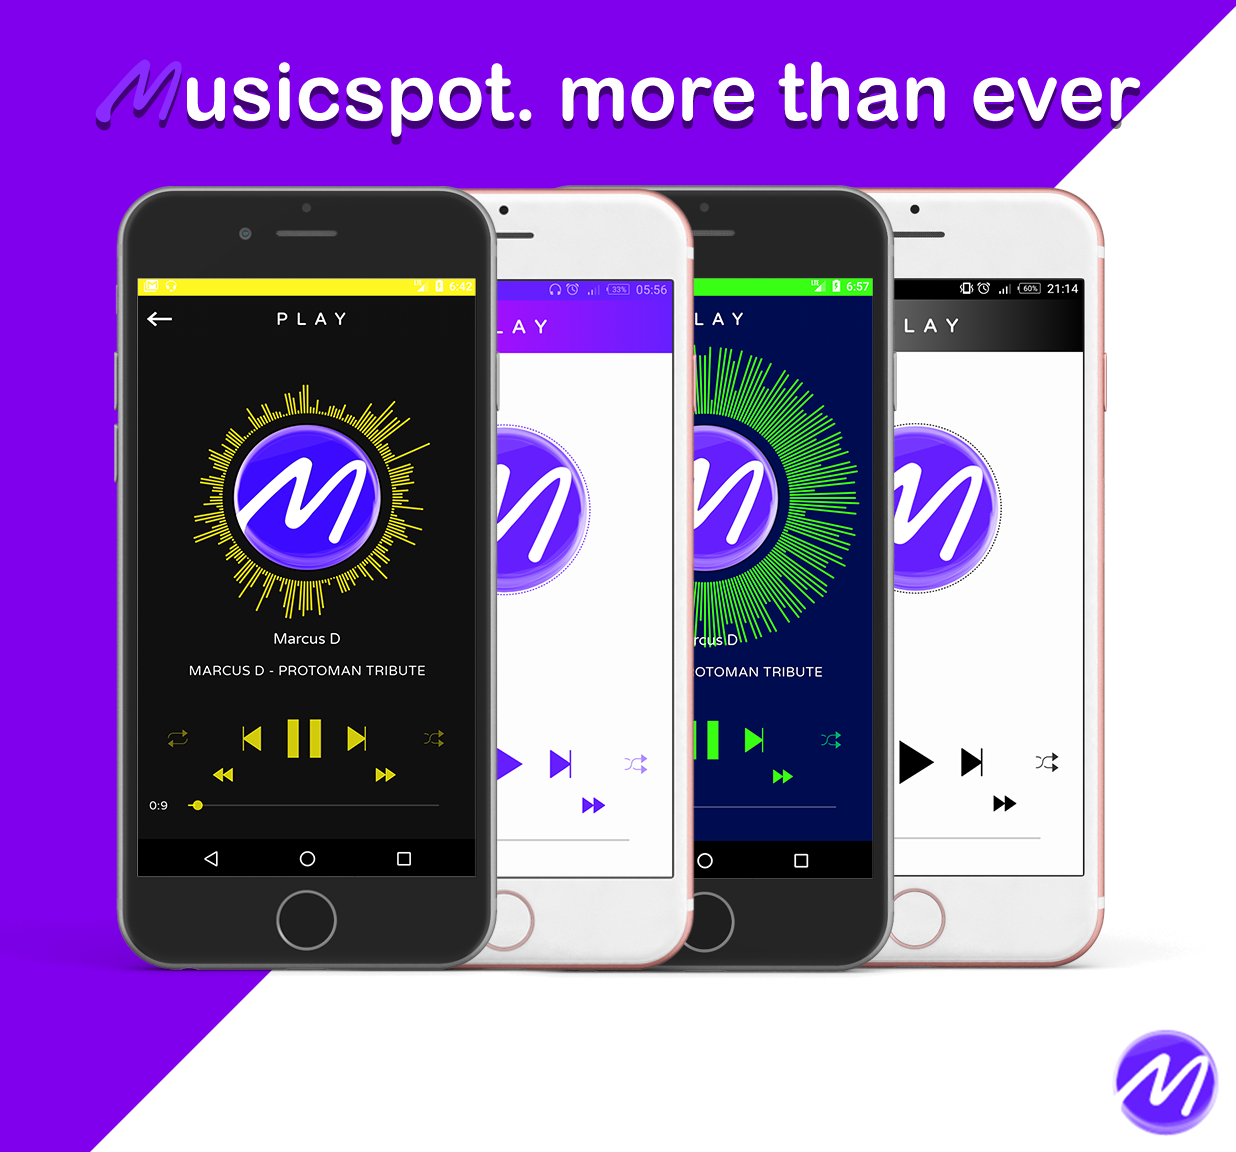 Musicspot. more than ever
6:42
33% 05:56
6:57
60% 21:14
PLAY
LAY
LAY
LAY
M
M
M
M
Marcus D
rcus D
MARCUS D - PROTOMAN TRIBUTE
OTOMAN TRIBUTE
0:9
M